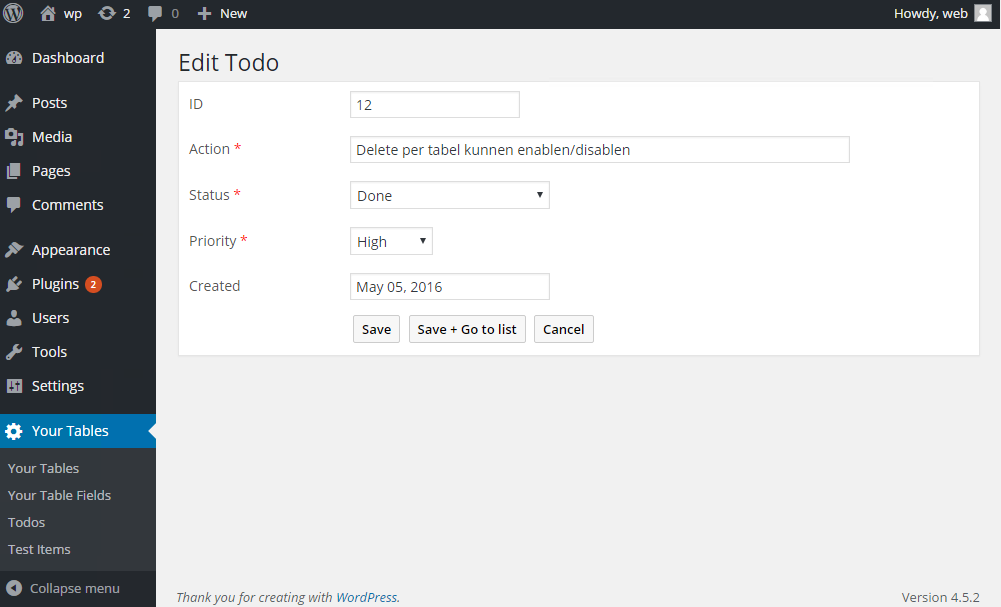 wp 2 0 New Howdy, web
Dashboard
Posts
Media
Pages
Comments
Appearance
Plugins 2
Users
Tools
Settings
Your Tables
Your Tables
Your Table Fields
Todos
Test Items
Collapse menu
Edit Todo
ID 12
Action * Delete per tabel kunnen enablen/disablen
Status * Done
Priority * High
Created May 05, 2016
Save Save + Go to list Cancel
Thank you for creating with WordPress. Version 4.5.2